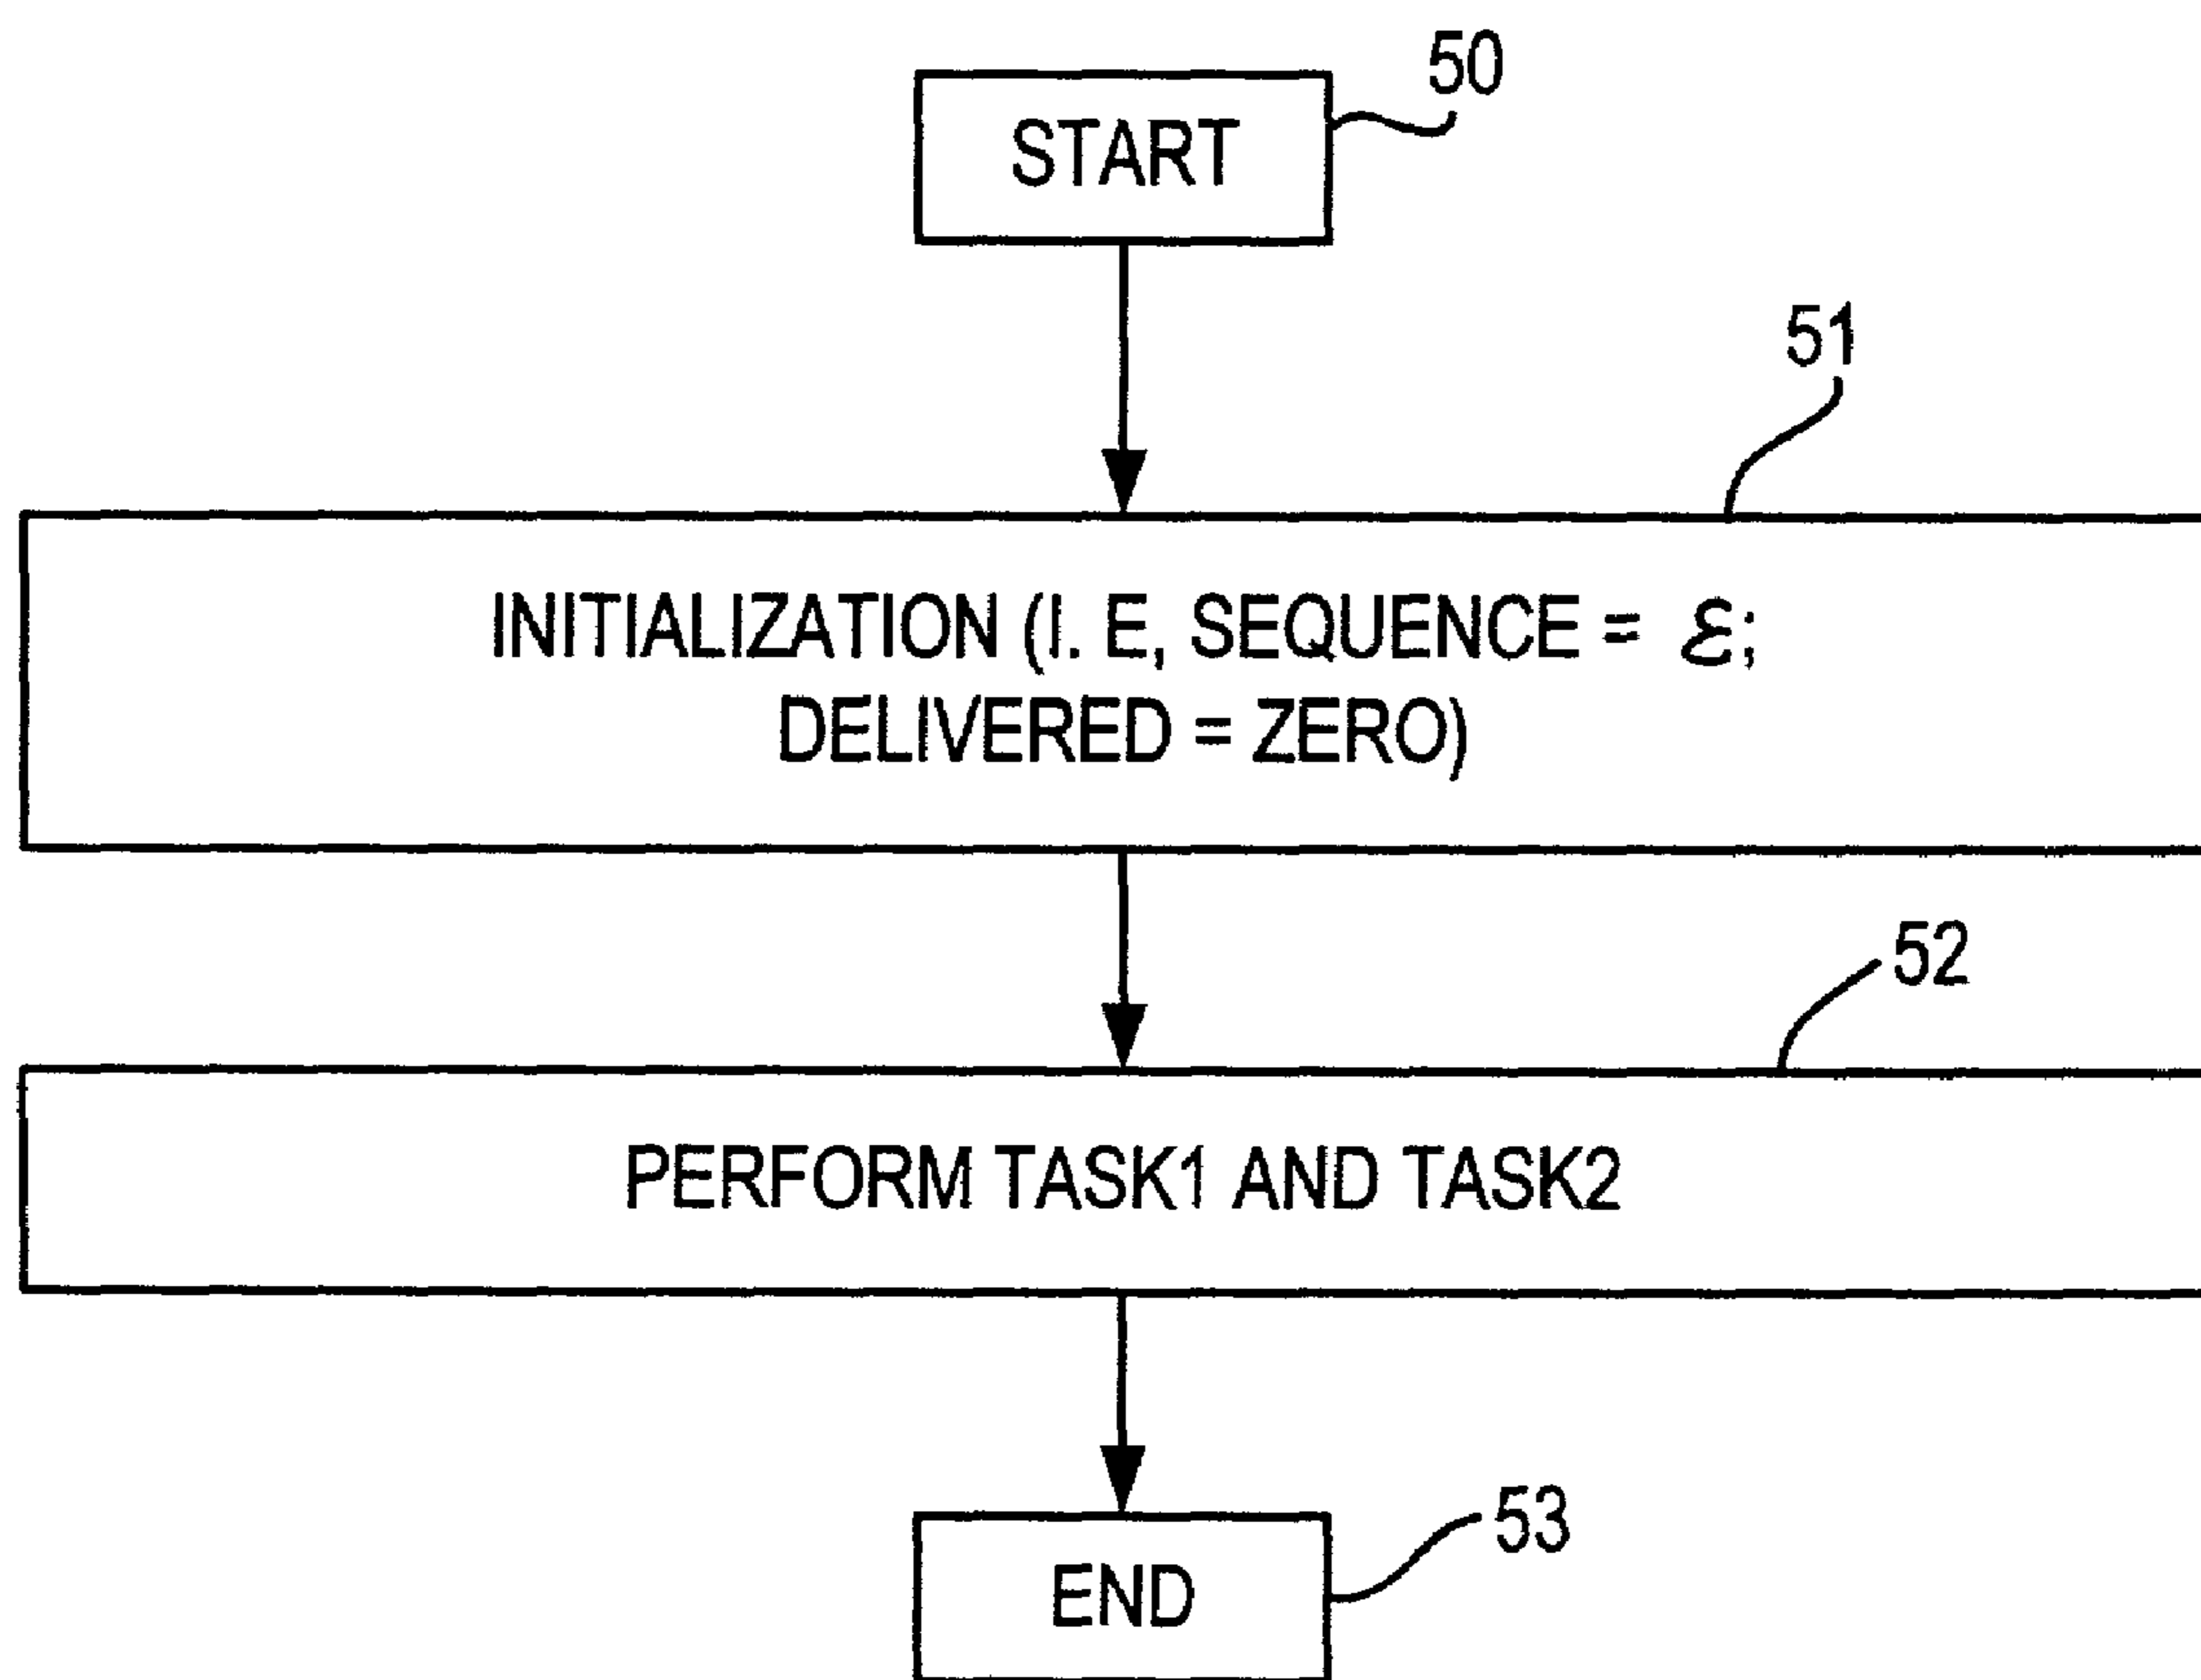 50
START
51
INITIALIZATION (I. E, SEQUENCE = ε;
DELIVERED = ZERO)
52
PERFORM TASK1 AND TASK2
53
END